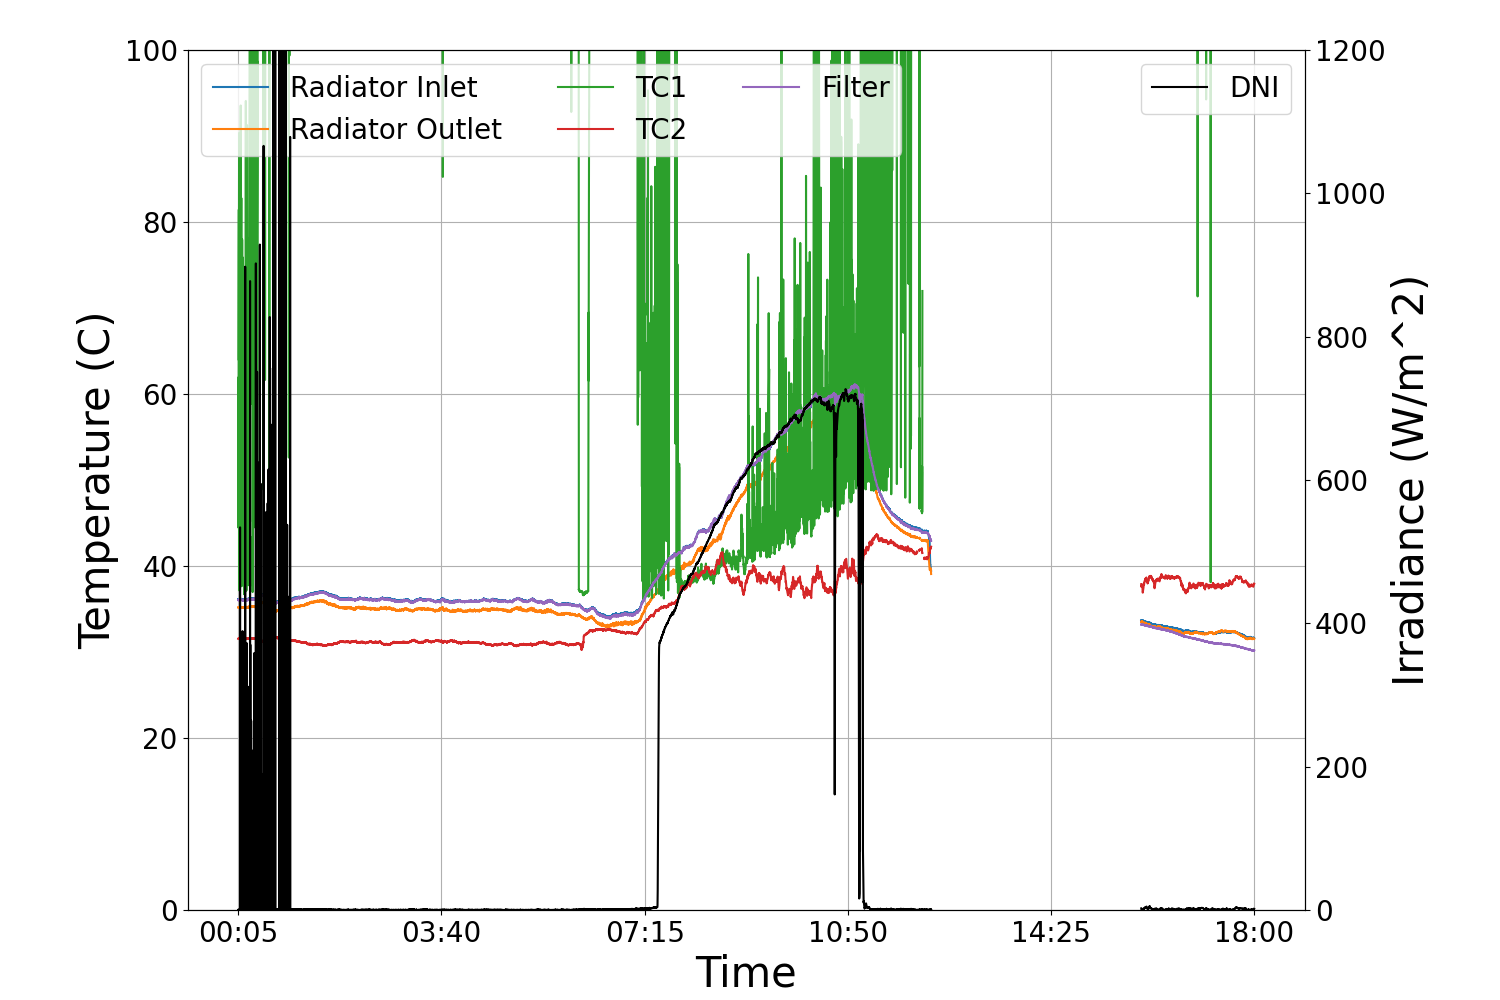 100
80
60
40
20
0
Temperature (C)
Radiator Inlet
Radiator Outlet
TC1
TC2
Filter
DNI
1200
1000
800
600
400
200
0
Irradiance (W/m^2)
00:05 03:40 07:15 10:50 14:25 18:00
Time